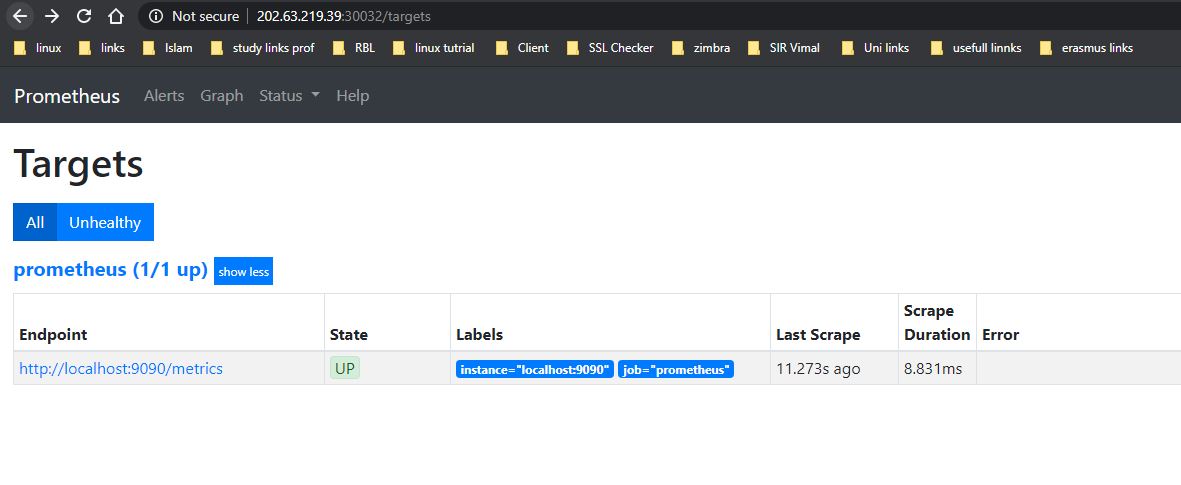 Not secure 202.63.219.39:30032/targets
linux links Islam study links prof RBL linux tutrial Client SSL Checker zimbra SIR Vimal Uni links usefull linnks erasmus links
Prometheus Alerts Graph Status Help
Targets
All Unhealthy
prometheus (1/1 up) show less
Endpoint State Labels Last Scrape Scrape Duration Error
http://localhost:9090/metrics UP instance="localhost:9090" job="prometheus" 11.273s ago 8.831ms